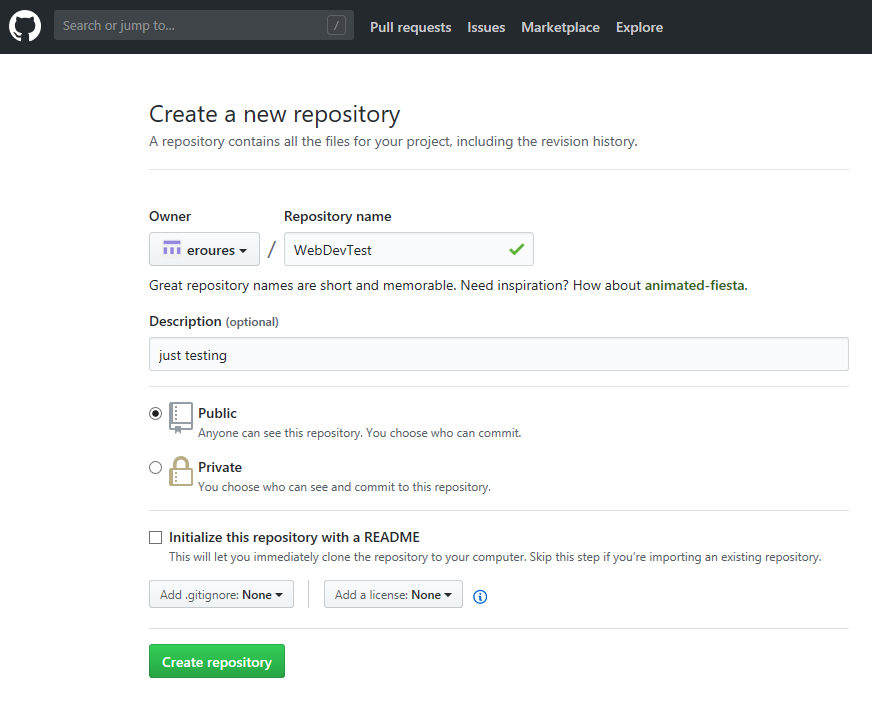 Search or jump to... /
Pull requests Issues Marketplace Explore
Create a new repository
A repository contains all the files for your project, including the revision history.
Owner Repository name
eroures / WebDevTest
Great repository names are short and memorable. Need inspiration? How about animated-fiesta.
Description (optional)
just testing
Public
Anyone can see this repository. You choose who can commit.
Private
You choose who can see and commit to this repository.
Initialize this repository with a README
This will let you immediately clone the repository to your computer. Skip this step if you’re importing an existing repository.
Add .gitignore: None Add a license: None
Create repository